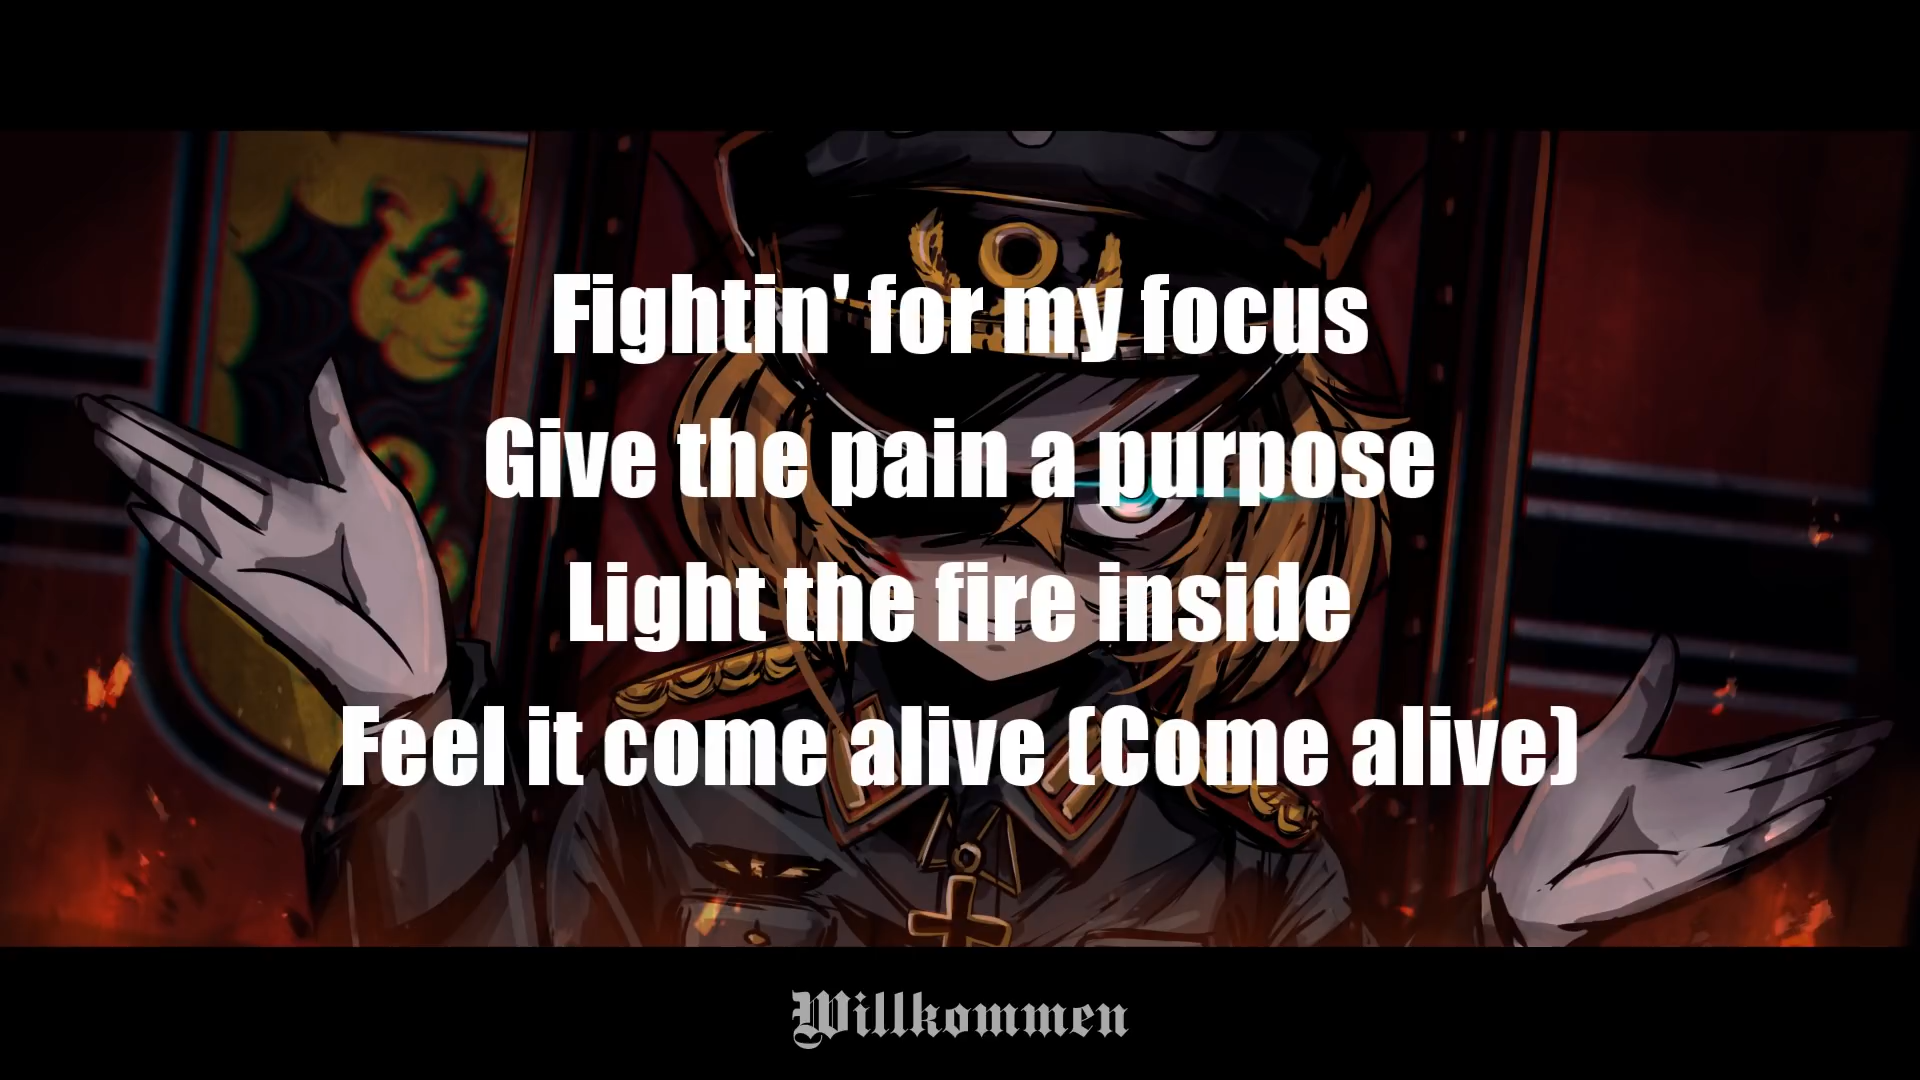 Fightin' for my focus
Give the pain a purpose
Light the fire inside
Feel it come alive (Come alive)
Willkommen